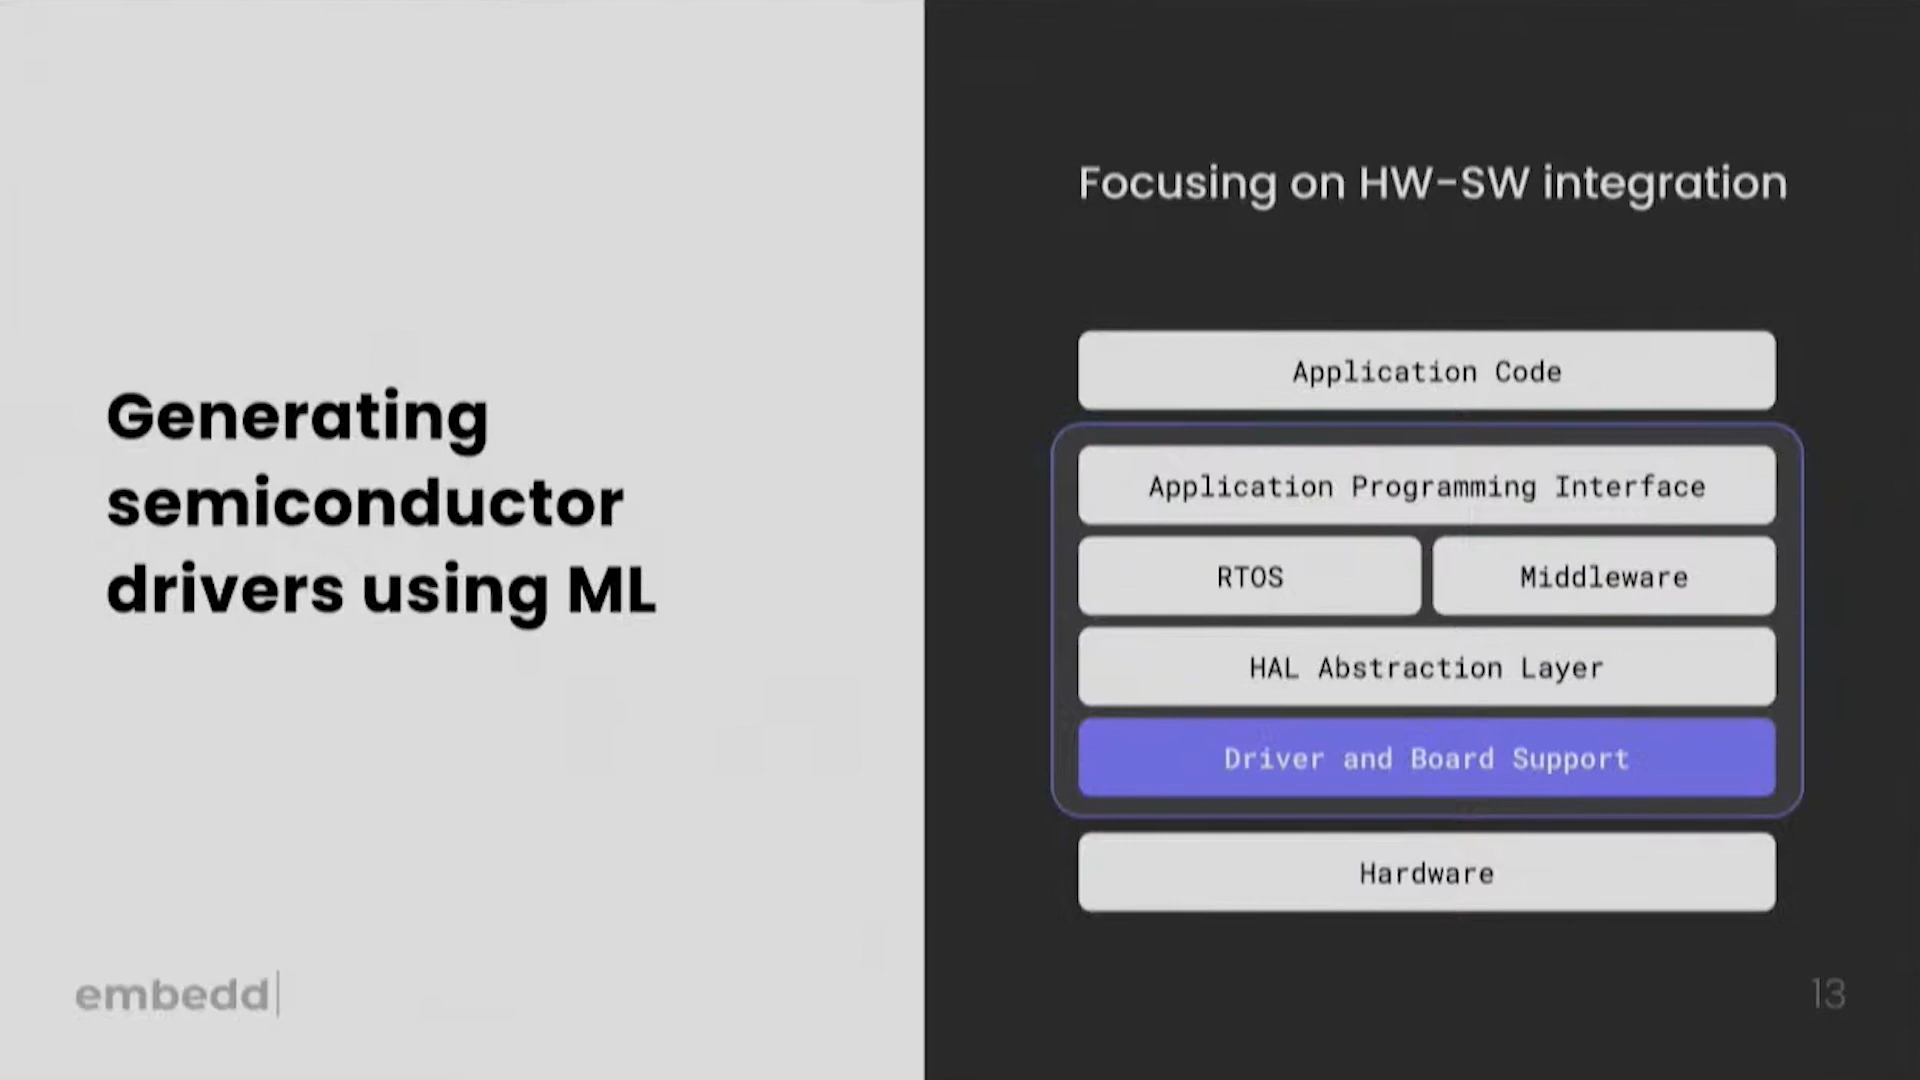 Generating
semiconductor
drivers using ML
embedd|
Focusing on HW-SW integration
Application Code
Application Programming Interface
RTOS
Middleware
HAL Abstraction Layer
Driver and Board Support
Hardware
13